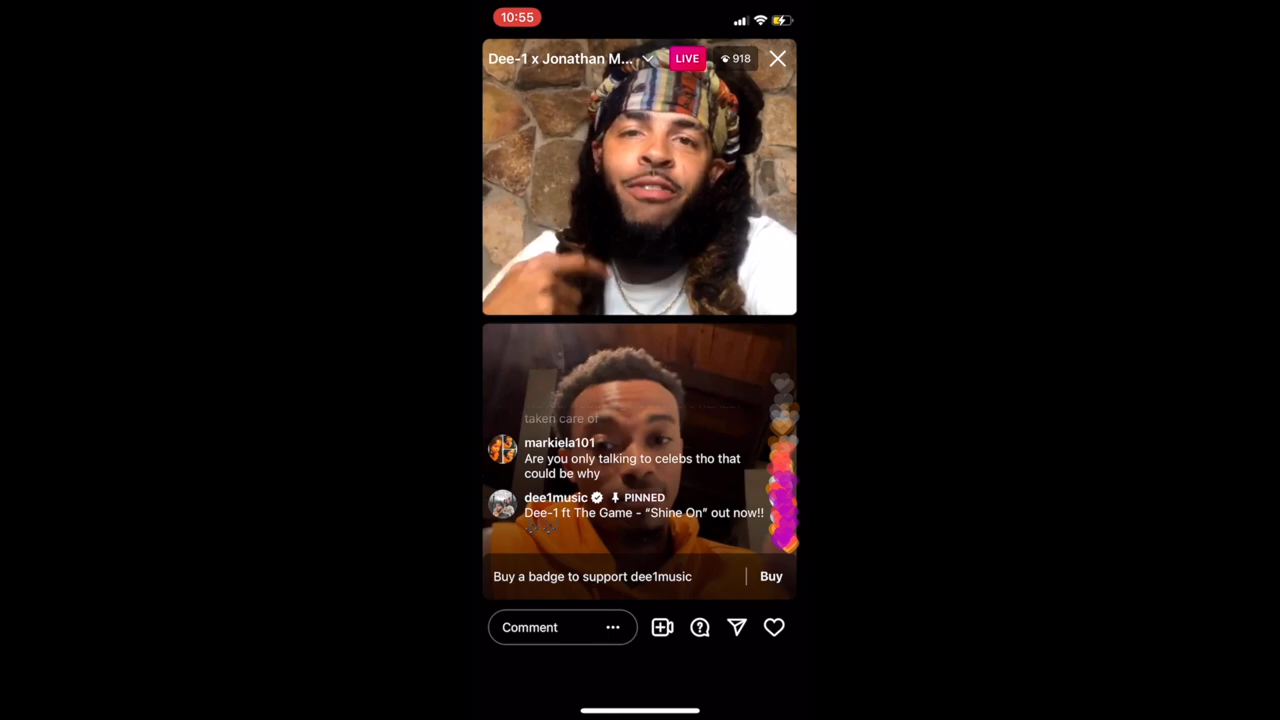 10:55
Dee-1 x Jonathan M...
LIVE
918
taken care of
markiela101
Are you only talking to celebs tho that
could be why
dee1music PINNED
Dee-1 ft The Game - “Shine On” out now!!
Buy a badge to support dee1music
Buy
Comment